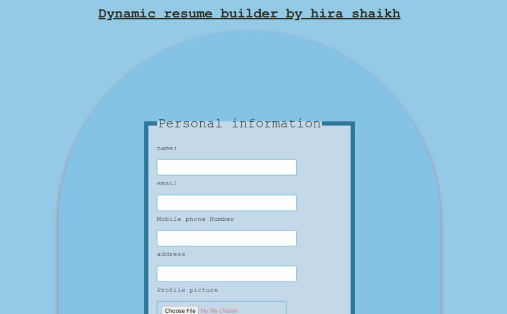 Dynamic resume builder by hira shaikh
Personal information
name:
email
Mobile phone Number
address
Profile picture
Choose File No file chosen